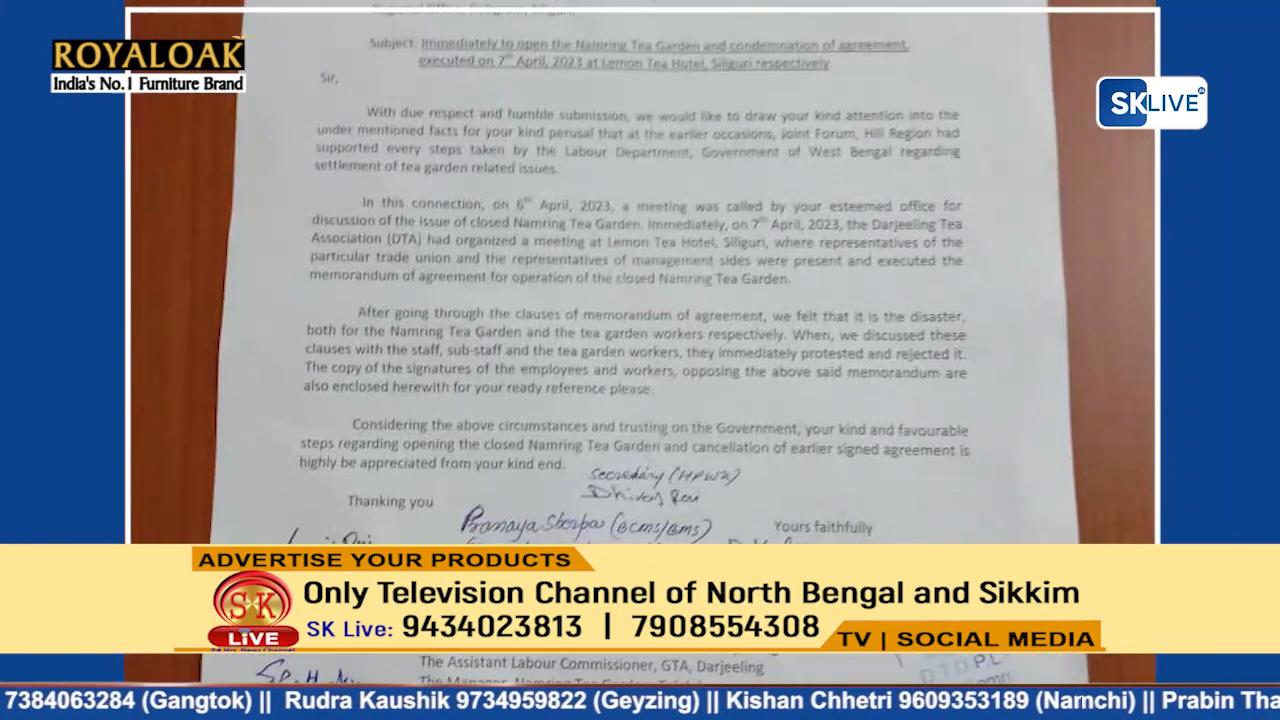 ROYALOAK
India's No.1 Furniture Brand
SK LIVE
Subject: Immediately to open the Namring Tea Garden and condemnation of agreement,
executed on 7th April, 2023 at Lemon Tea Hotel, Siliguri respectively.
Sir,
With due respect and humble submission, we would like to draw your kind attention into the
under mentioned facts for your kind perusal that at the earlier occasions, Joint Forum, Hill Region had
supported every steps taken by the Labour Department, Government of West Bengal regarding
settlement of tea garden related issues.
In this connection, on 6th April, 2023, a meeting was called by your esteemed office for
discussion of the issue of closed Namring Tea Garden. Immediately, on 7th April, 2023, the Darjeeling Tea
Association (DTA) had organized a meeting at Lemon Tea Hotel, Siliguri, where representatives of the
particular trade union and the representatives of management sides were present and executed the
memorandum of agreement for operation of the closed Namring Tea Garden.
After going through the clauses of memorandum of agreement, we felt that it is the disaster,
both for the Namring Tea Garden and the tea garden workers respectively. When, we discussed these
clauses with the staff, sub-staff and the tea garden workers, they immediately protested and rejected it.
The copy of the signatures of the employees and workers, opposing the above said memorandum are
also enclosed herewith for your ready reference please.
Considering the above circumstances and trusting on the Government, your kind and favourable
steps regarding opening the closed Namring Tea Garden and cancellation of earlier signed agreement is
highly be appreciated from your kind end.
Secretary (HPWU)
Dhiraj Rai
Thanking you
Pranaya Sherpa (BCMS/BMS)
Yours faithfully
ADVERTISE YOUR PRODUCTS
SK LIVE
24 Hrs. News Channel
Only Television Channel of North Bengal and Sikkim
SK Live: 9434023813 | 7908554308
TV | SOCIAL MEDIA
The Assistant Labour Commissioner, GTA, Darjeeling
7384063284 (Gangtok) || Rudra Kaushik 9734959822 (Geyzing) || Kishan Chhetri 9609353189 (Namchi) || Prabin Tha